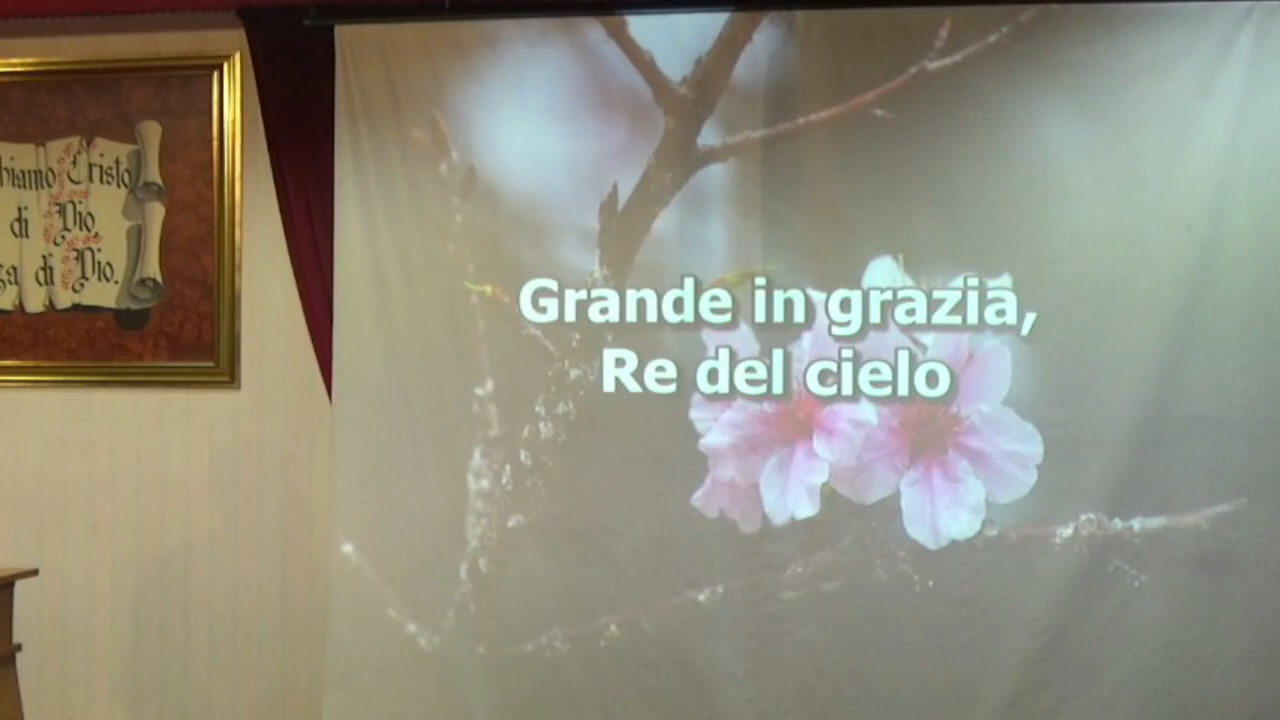 Cristo
di Dio,
di Dio.
Grande in grazia,
Re del cielo